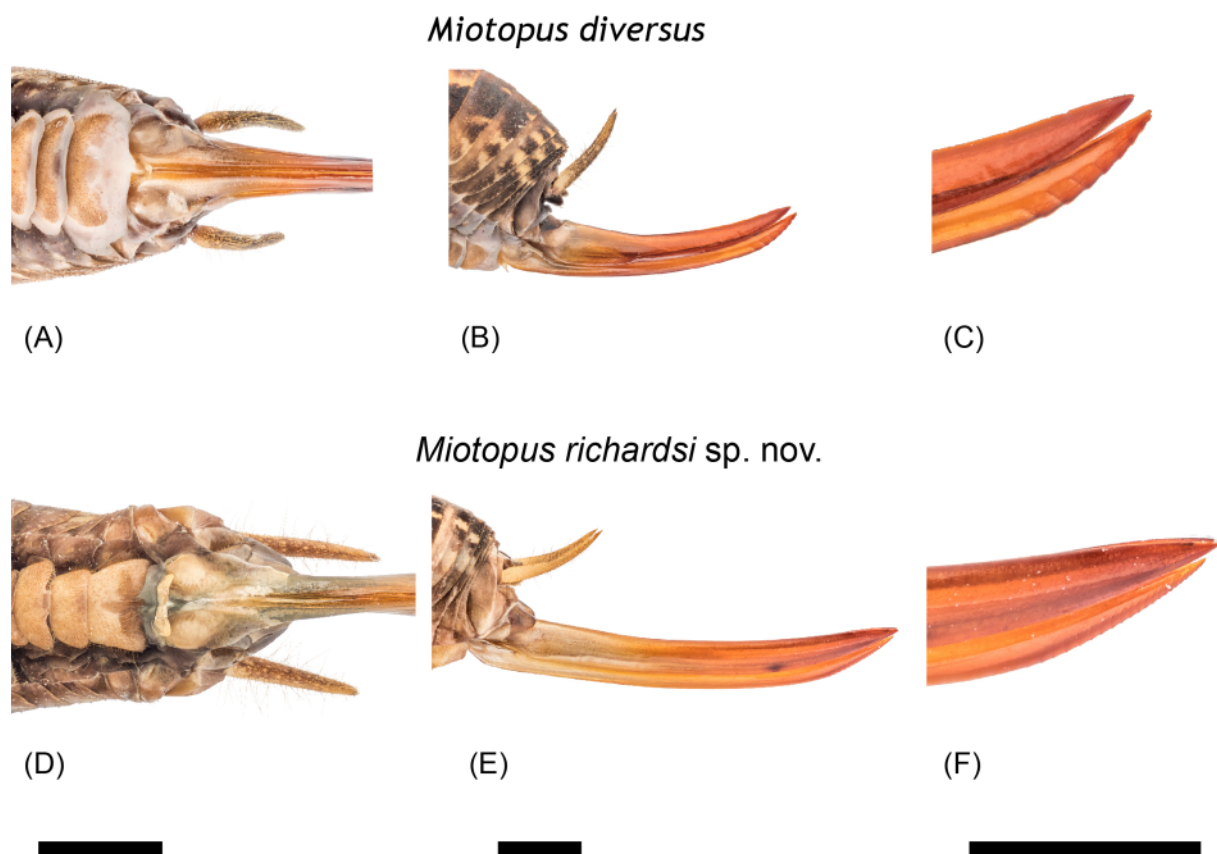 Miotopus diversus
(A)
(B)
(C)
Miotopus richardsi sp. nov.
(D)
(E)
(F)